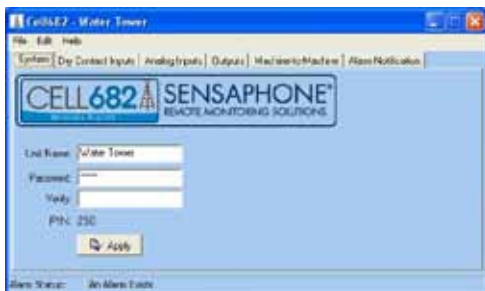 Cell682 - Water Tower
File Edit Help
System Dry Contact Inputs Analog Inputs Outputs Machine to Machine Alarm Notification
CELL682 SENSAPHONE®
REMOTE MONITORING SOLUTIONS
Unit Name: Water Tower
Password:
Verify:
PIN: 250
Apply
Alarm Status: An Alarm Exists